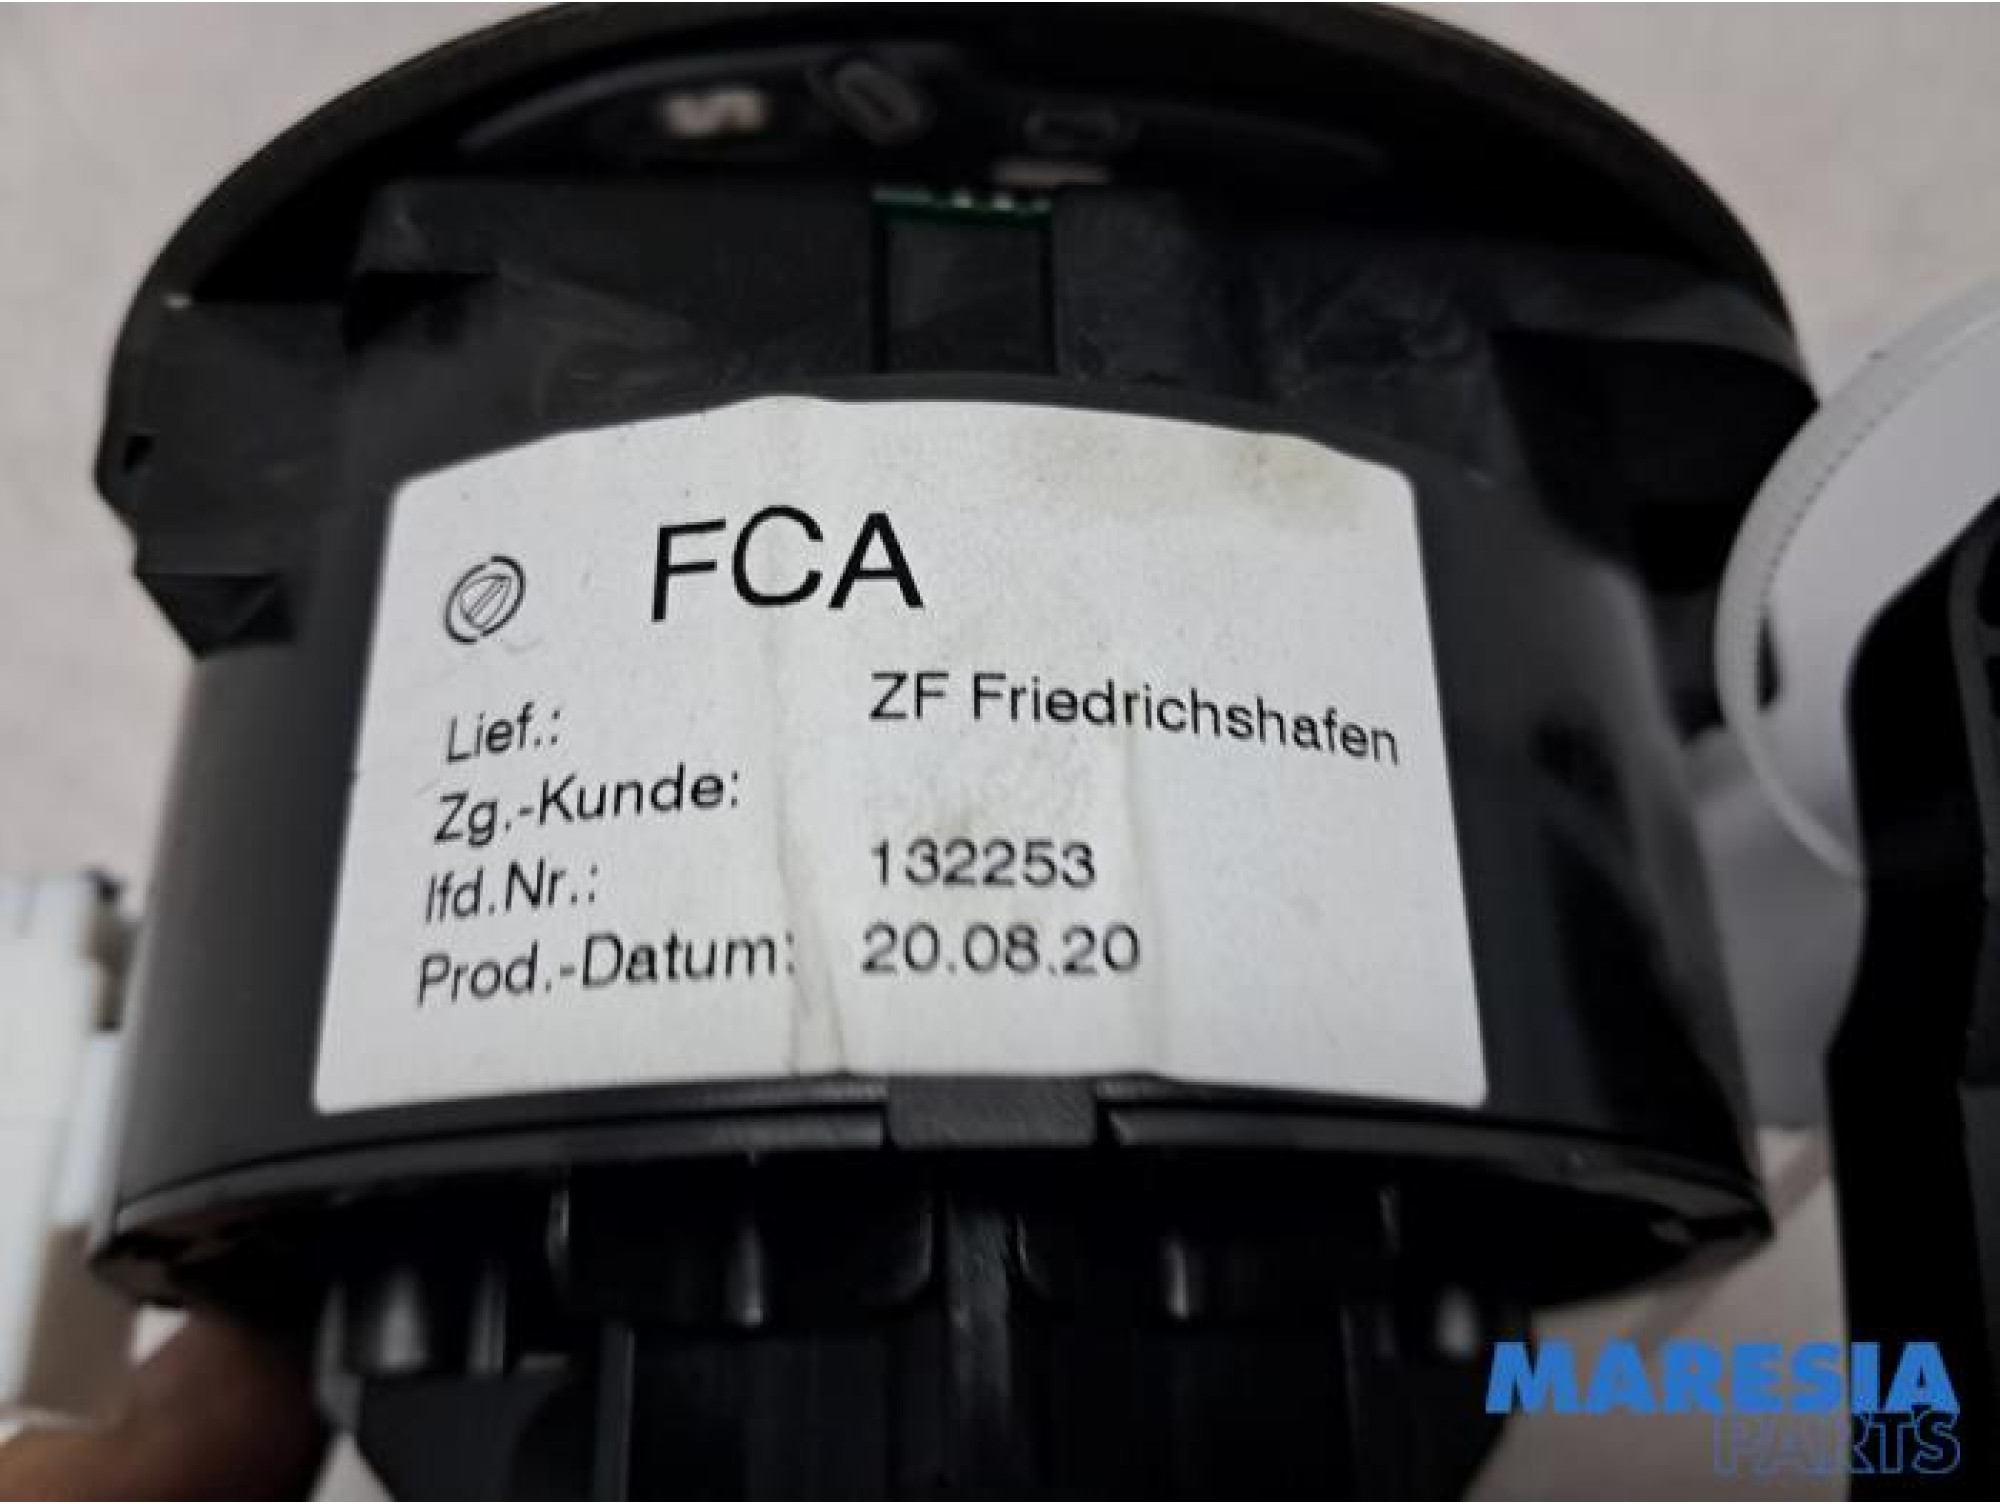 FCA
Lief.: ZF Friedrichshafen
Zg.-Kunde:
lfd.Nr.: 132253
Prod.-Datum: 20.08.20
MARESIA
PARTS